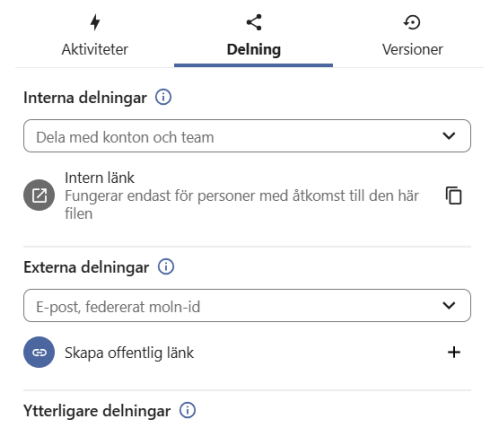 Aktiviteter
Delning
Versioner
Interna delningar
Dela med konton och team
Intern länk
Fungerar endast för personer med åtkomst till den här
filen
Externa delningar
E-post, federerat moln-id
Skapa offentlig länk
Ytterligare delningar